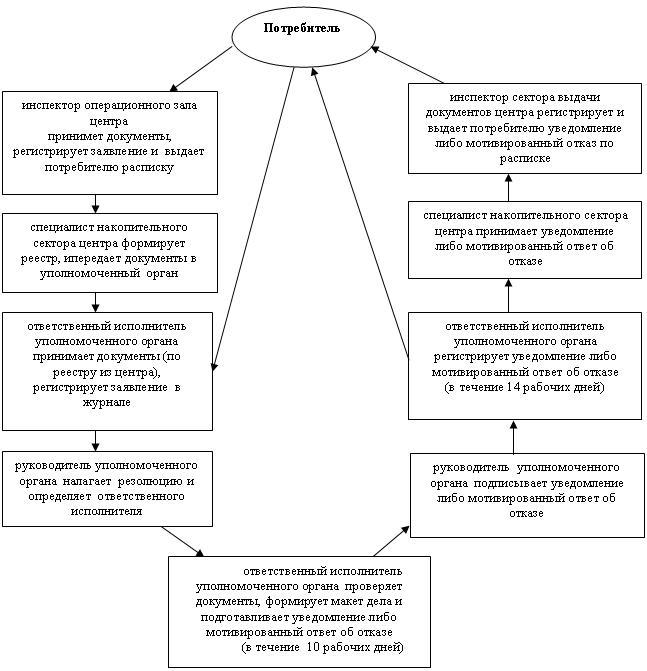 Потребитель
инспектор операционного зала
центра
принимет документы,
регистрирует заявление и выдает
потребителю расписку
специалист накопительного
сектора центра формирует
реестр, ипередает документы в
уполномоченный орган
ответственный исполнитель
уполномоченного органа
принимает документы (по
реестру из центра),
регистрирует заявление в
журнале
руководитель уполномоченного
органа налагает резолюцию и
определяет ответственного
исполнителя
ответственный исполнитель
уполномоченного органа проверяет
документы, формирует макет дела и
подготавливает уведомление либо
мотивированный ответ об отказе
(в течение 10 рабочих дней)
руководитель уполномоченного
органа подписывает уведомление
либо мотивированный ответ об
отказе
ответственный исполнитель
уполномоченного органа
регистрирует уведомление либо
мотивированный ответ об отказе
(в течение 14 рабочих дней)
специалист накопительного сектора
центра принимает уведомление
либо мотивированный ответ об
отказе
инспектор сектора выдачи
документов центра регистрирует и
выдает потребителю уведомление
либо мотивированный отказ по
расписке